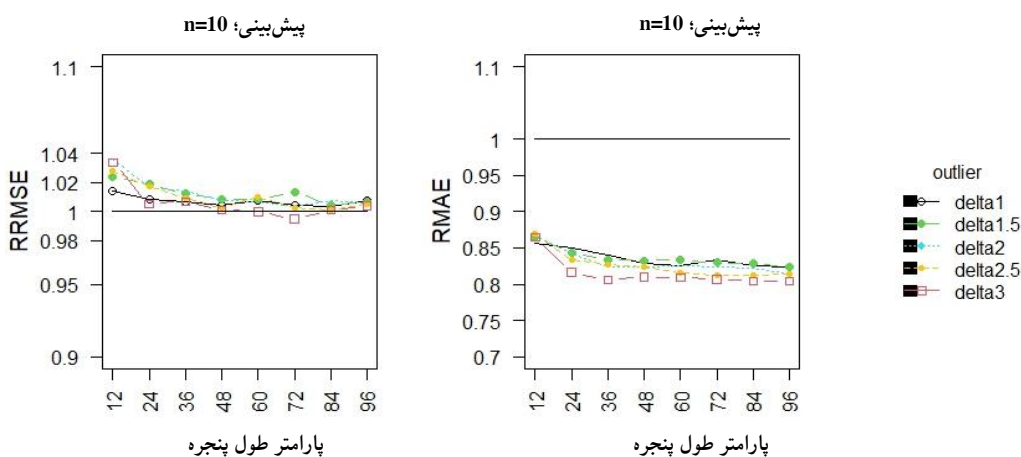 پیش‌بینی؛ n=10
RRMSE
1.1
1.04
1.02
1
0.98
0.95
0.9
12 24 36 48 60 72 84 96
پارامتر طول پنجره
پیش‌بینی؛ n=10
RMAE
1.1
1
0.95
0.9
0.85
0.8
0.75
0.7
12 24 36 48 60 72 84 96
پارامتر طول پنجره
outlier
delta1
delta1.5
delta2
delta2.5
delta3